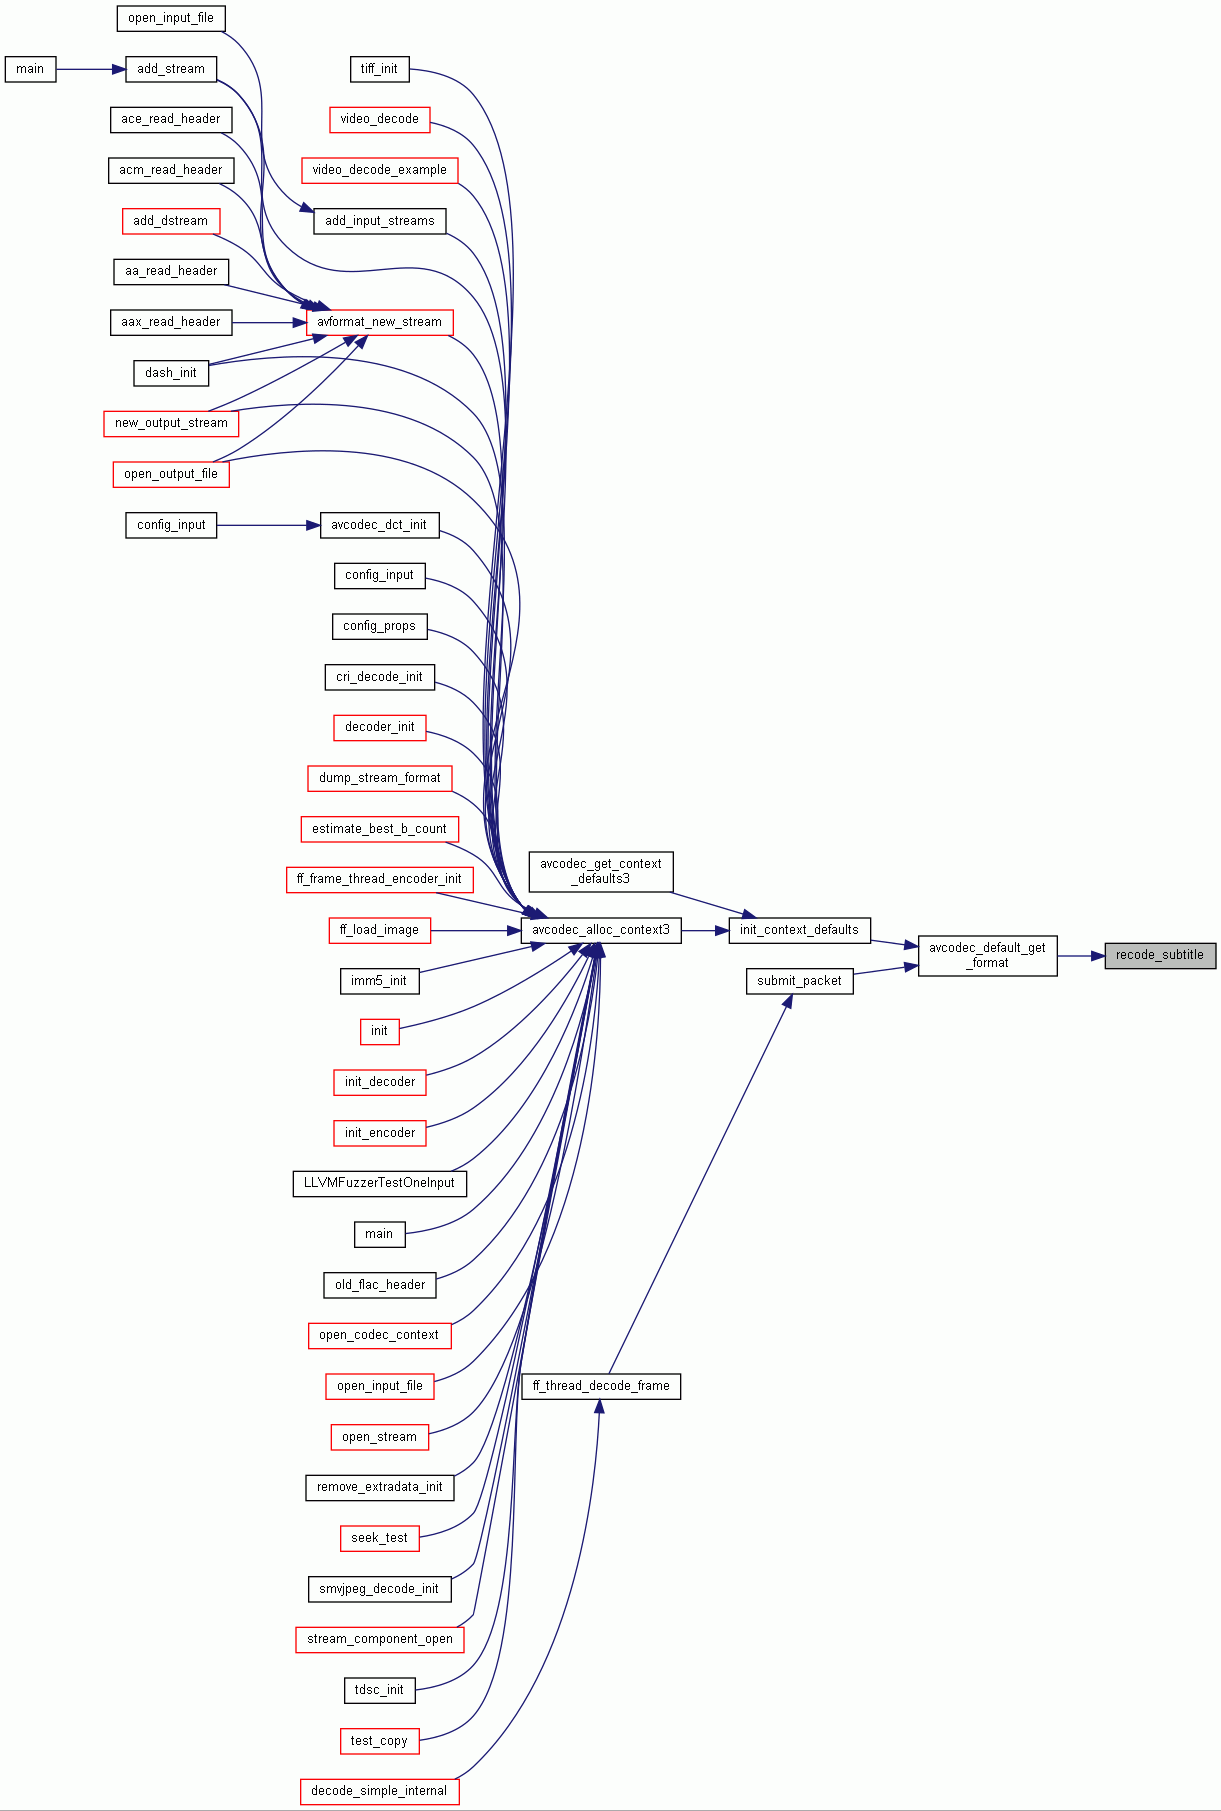 open_input_file
main
add_stream
tiff_init
ace_read_header
video_decode
acm_read_header
video_decode_example
add_dstream
add_input_streams
aa_read_header
aax_read_header
avformat_new_stream
dash_init
new_output_stream
open_output_file
config_input
avcodec_dct_init
config_input
config_props
cri_decode_init
decoder_init
dump_stream_format
estimate_best_b_count
avcodec_get_context
_defaults3
ff_frame_thread_encoder_init
ff_load_image
avcodec_alloc_context3
init_context_defaults
avcodec_default_get
_format
recode_subtitle
imm5_init
submit_packet
init
init_decoder
init_encoder
LLVMFuzzerTestOneInput
main
old_flac_header
open_codec_context
open_input_file
ff_thread_decode_frame
open_stream
remove_extradata_init
seek_test
smvjpeg_decode_init
stream_component_open
tdsc_init
test_copy
decode_simple_internal